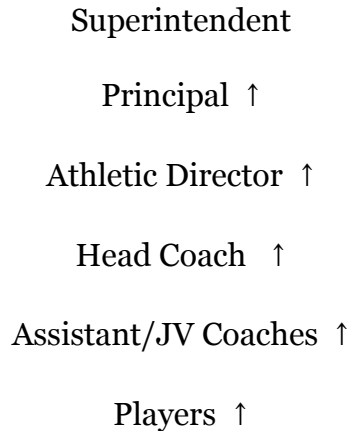 Superintendent
Principal ↑
Athletic Director ↑
Head Coach ↑
Assistant/JV Coaches ↑
Players ↑